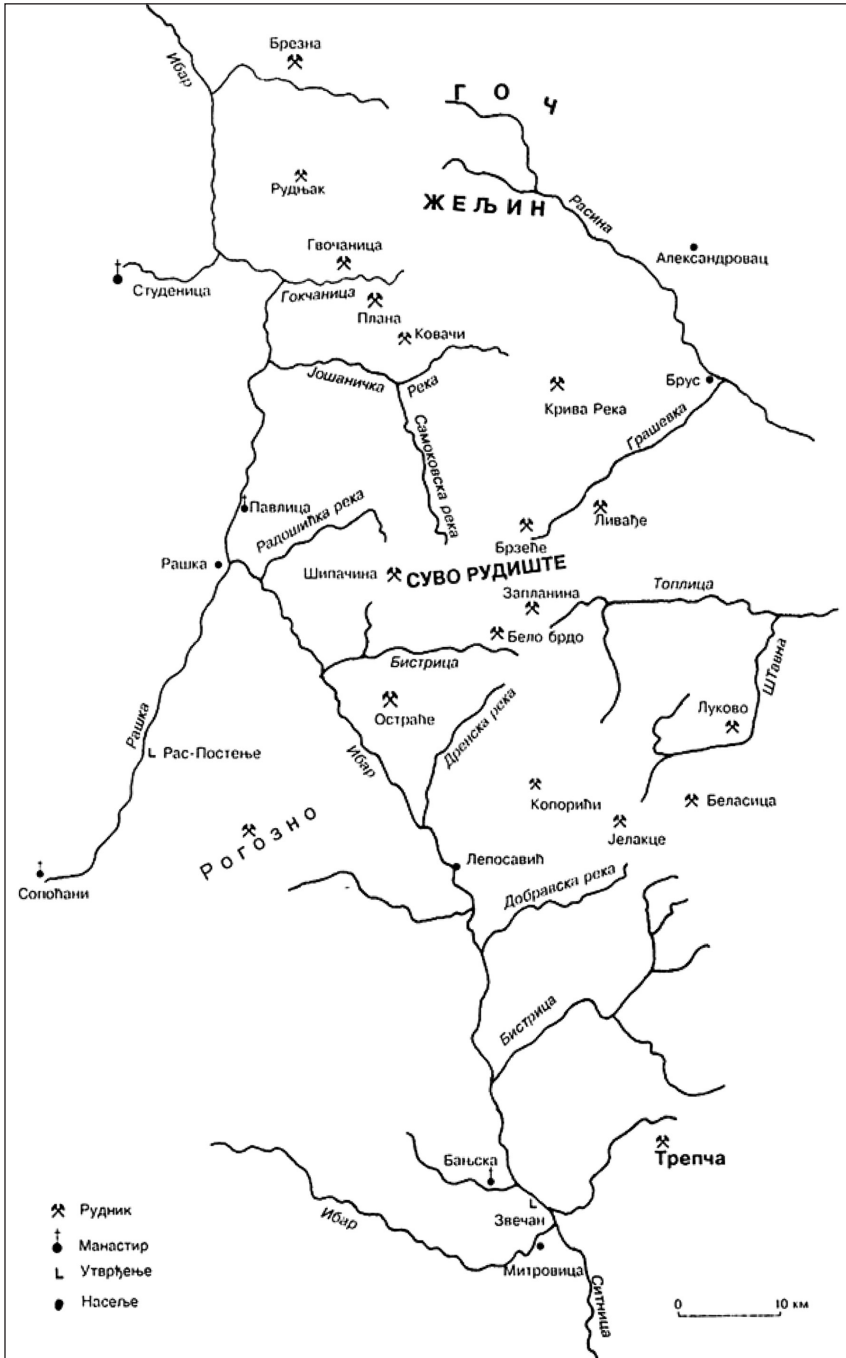 Брезна
Ибар
ГОЧ
Рудњак
ЖЕЉИН
Расина
Гвочаница
Александровац
Студеница
Гокчаница
Плана
Ковачи
Јошаничка
Река
Брус
Крива Река
Самоковска река
Грашевка
Павлица
Радошићка река
Ливађе
Брзеће
Рашка
Шипачина
СУВО РУДИШТЕ
Запланина
Топлица
Бело брдо
Бистрица
Штавна
Остраће
Луково
Рашка
Дренска река
Рас-Постење
Ибар
Копорићи
Беласица
Рогозно
Јелакце
Лепосавић
Сопоћани
Добравска река
Бистрица
Бањска
Трепча
Ибар
Звечан
Митровица
Ситница
Рудник
Манастир
Утврђење
Насеље
0 10 км